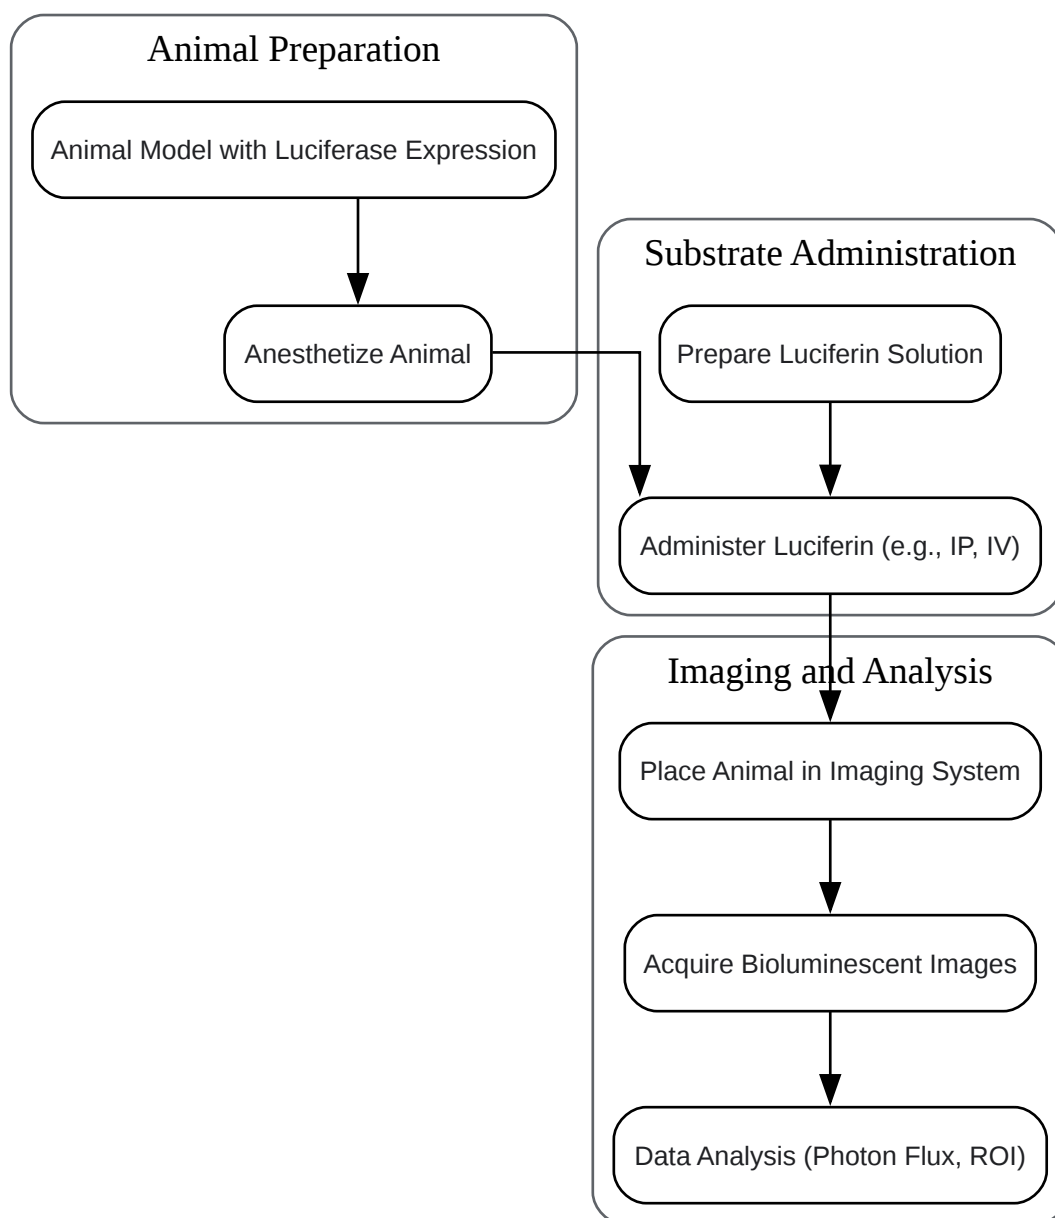 Animal Preparation
Animal Model with Luciferase Expression
Anesthetize Animal
Substrate Administration
Prepare Luciferin Solution
Administer Luciferin (e.g., IP, IV)
Imaging and Analysis
Place Animal in Imaging System
Acquire Bioluminescent Images
Data Analysis (Photon Flux, ROI)